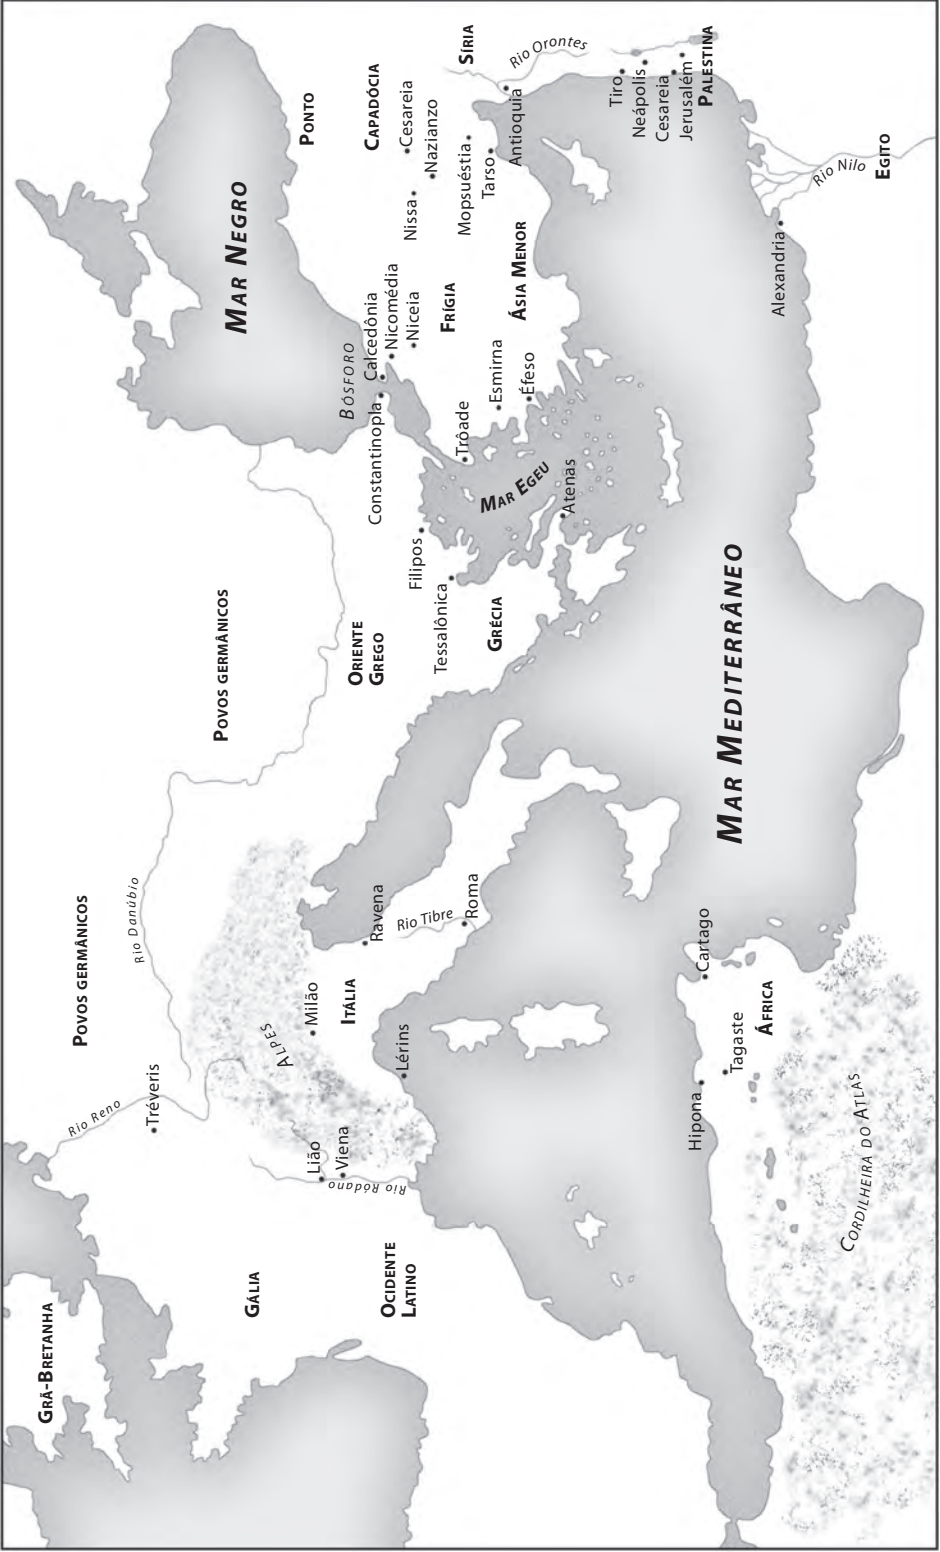 GRÃ-BRETANHA
GÁLIA
OCIDENTE
LATINO
Rio Reno
Tréveris
Lião
Viena
Rio Ródano
POVOS GERMÂNICOS
Rio Danúbio
ALPES
Milão
ITÁLIA
Lérins
Ravena
Rio Tibre
Roma
POVOS GERMÂNICOS
ORIENTE
GREGO
Tessalônica
Filipos
GRÉCIA
MAR EGEU
Atenas
MAR NEGRO
BÓSFORO
Constantinopla
Calcedônia
Nicomédia
Niceia
Trôade
Esmirna
Éfeso
FRÍGIA
ÁSIA MENOR
PONTO
CAPADÓCIA
Cesareia
Nazianzo
Nissa
Mopsuéstia
Tarso
SÍRIA
Rio Orontes
Antioquia
Tiro
Neápolis
Cesareia
Jerusalém
PALESTINA
MAR MEDITERRÂNEO
Alexandria
Rio Nilo
EGITO
Hipona
Tagaste
Cartago
ÁFRICA
CORDILHEIRA DO ATLAS